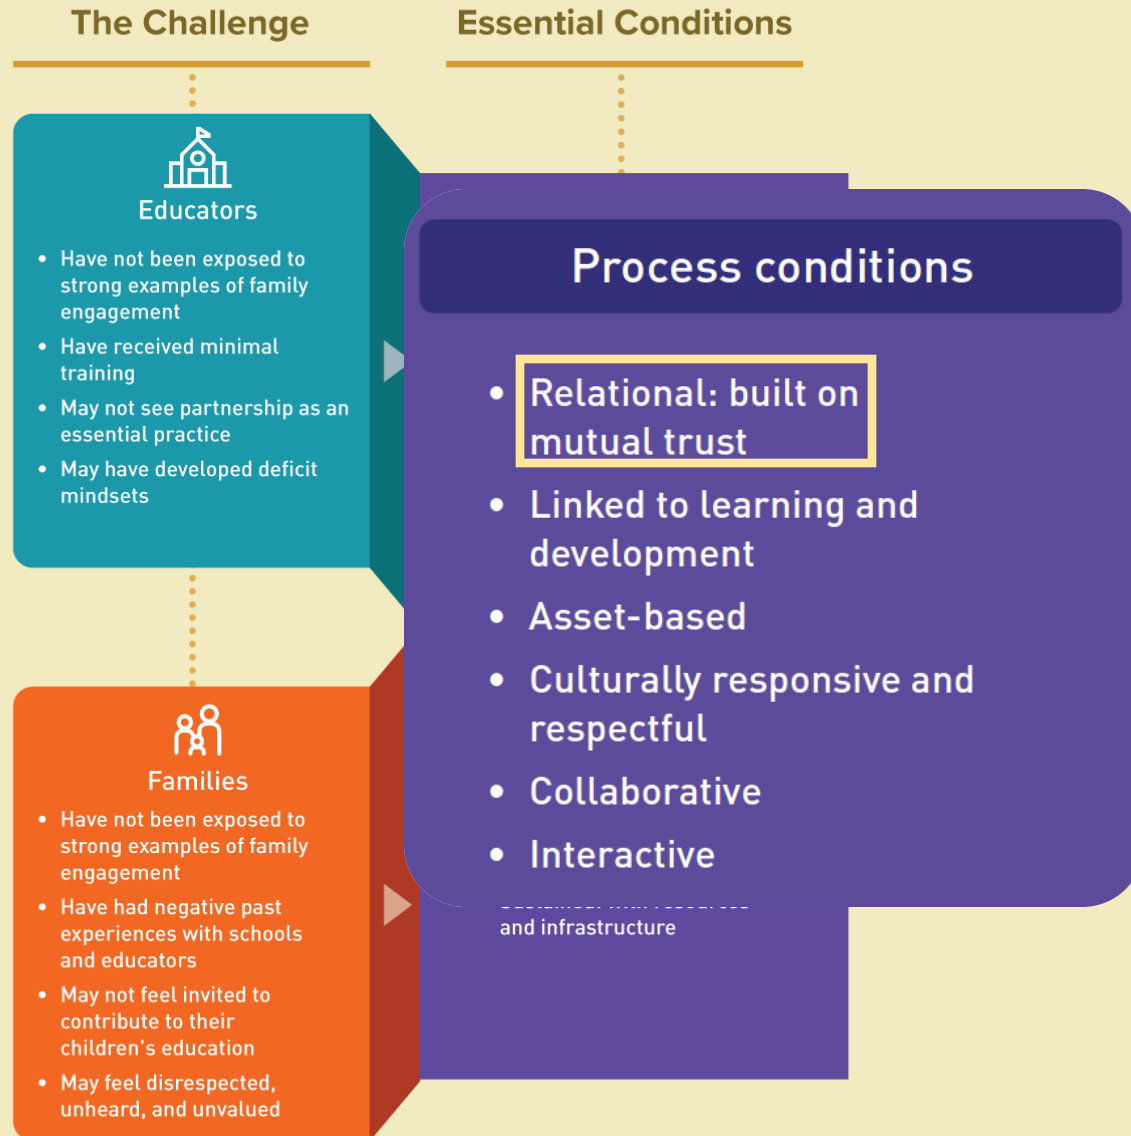 The Challenge
Essential Conditions
Educators
• Have not been exposed to
strong examples of family
engagement
• Have received minimal
training
• May not see partnership as an
essential practice
• May have developed deficit
mindsets
Families
• Have not been exposed to
strong examples of family
engagement
• Have had negative past
experiences with schools
and educators
• May not feel invited to
contribute to their
children's education
• May feel disrespected,
unheard, and unvalued
Process conditions
• Relational: built on
mutual trust
• Linked to learning and
development
• Asset-based
• Culturally responsive and
respectful
• Collaborative
• Interactive
and infrastructure